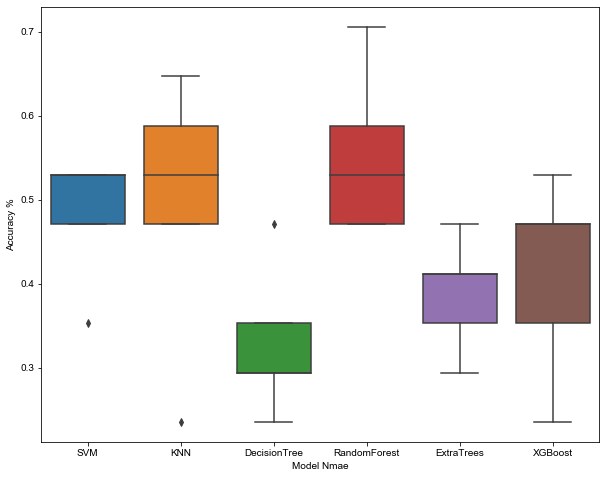 Accuracy %
0.7
0.6
0.5
0.4
0.3
SVM KNN DecisionTree RandomForest ExtraTrees XGBoost
Model Nmae